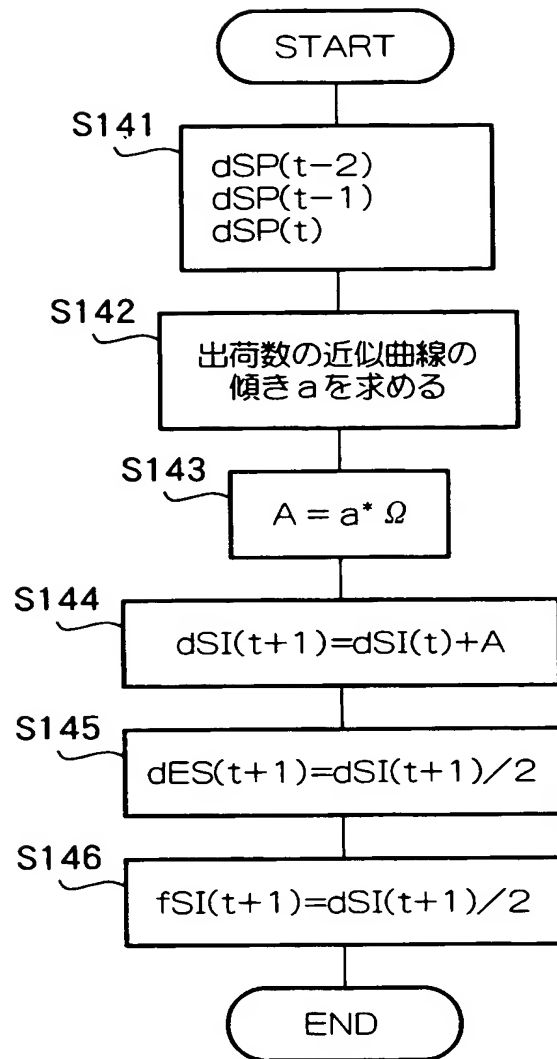 START
S141
dSP(t-2)
dSP(t-1)
dSP(t)
S142
出荷数の近似曲線の
傾きaを求める
S143
A=a* Ω
S144
dSI(t+1)=dSI(t)+A
S145
dES(t+1)=dSI(t+1)/2
S146
fSI(t+1)=dSI(t+1)/2
END